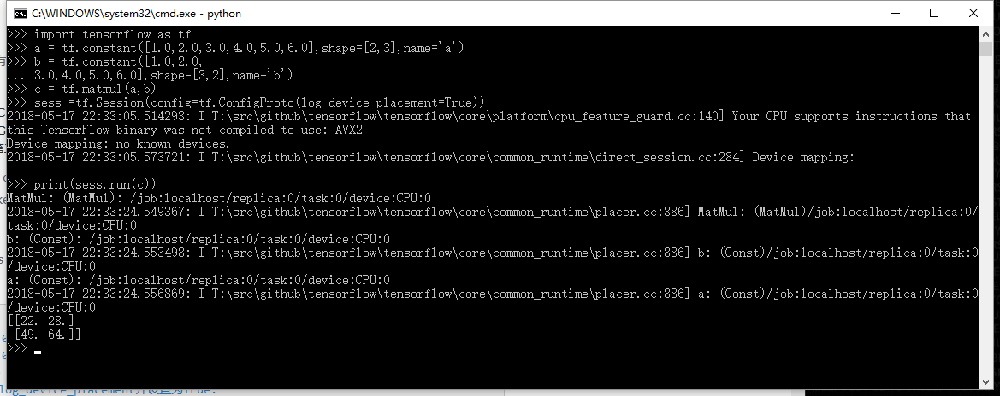 C:\WINDOWS\system32\cmd.exe - python
>>> import tensorflow as tf
>>> a = tf.constant([1.0,2.0,3.0,4.0,5.0,6.0],shape=[2,3],name='a')
>>> b = tf.constant([1.0,2.0,
... 3.0,4.0,5.0,6.0],shape=[3,2],name='b')
>>> c = tf.matmul(a,b)
>>> sess =tf.Session(config=tf.ConfigProto(log_device_placement=True))
2018-05-17 22:33:05.514293: I T:\src\github\tensorflow\tensorflow\core\platform\cpu_feature_guard.cc:140] Your CPU supports instructions that
this TensorFlow binary was not compiled to use: AVX2
Device mapping: no known devices.
2018-05-17 22:33:05.573721: I T:\src\github\tensorflow\tensorflow\core\common_runtime\direct_session.cc:284] Device mapping:
>>> print(sess.run(c))
MatMul: (MatMul): /job:localhost/replica:0/task:0/device:CPU:0
2018-05-17 22:33:24.549367: I T:\src\github\tensorflow\tensorflow\core\common_runtime\placer.cc:886] MatMul: (MatMul)/job:localhost/replica:0/
task:0/device:CPU:0
b: (Const): /job:localhost/replica:0/task:0/device:CPU:0
2018-05-17 22:33:24.553498: I T:\src\github\tensorflow\tensorflow\core\common_runtime\placer.cc:886] b: (Const)/job:localhost/replica:0/task:0
/device:CPU:0
a: (Const): /job:localhost/replica:0/task:0/device:CPU:0
2018-05-17 22:33:24.556869: I T:\src\github\tensorflow\tensorflow\core\common_runtime\placer.cc:886] a: (Const)/job:localhost/replica:0/task:0
/device:CPU:0
[[22. 28.]
 [49. 64.]]
>>>